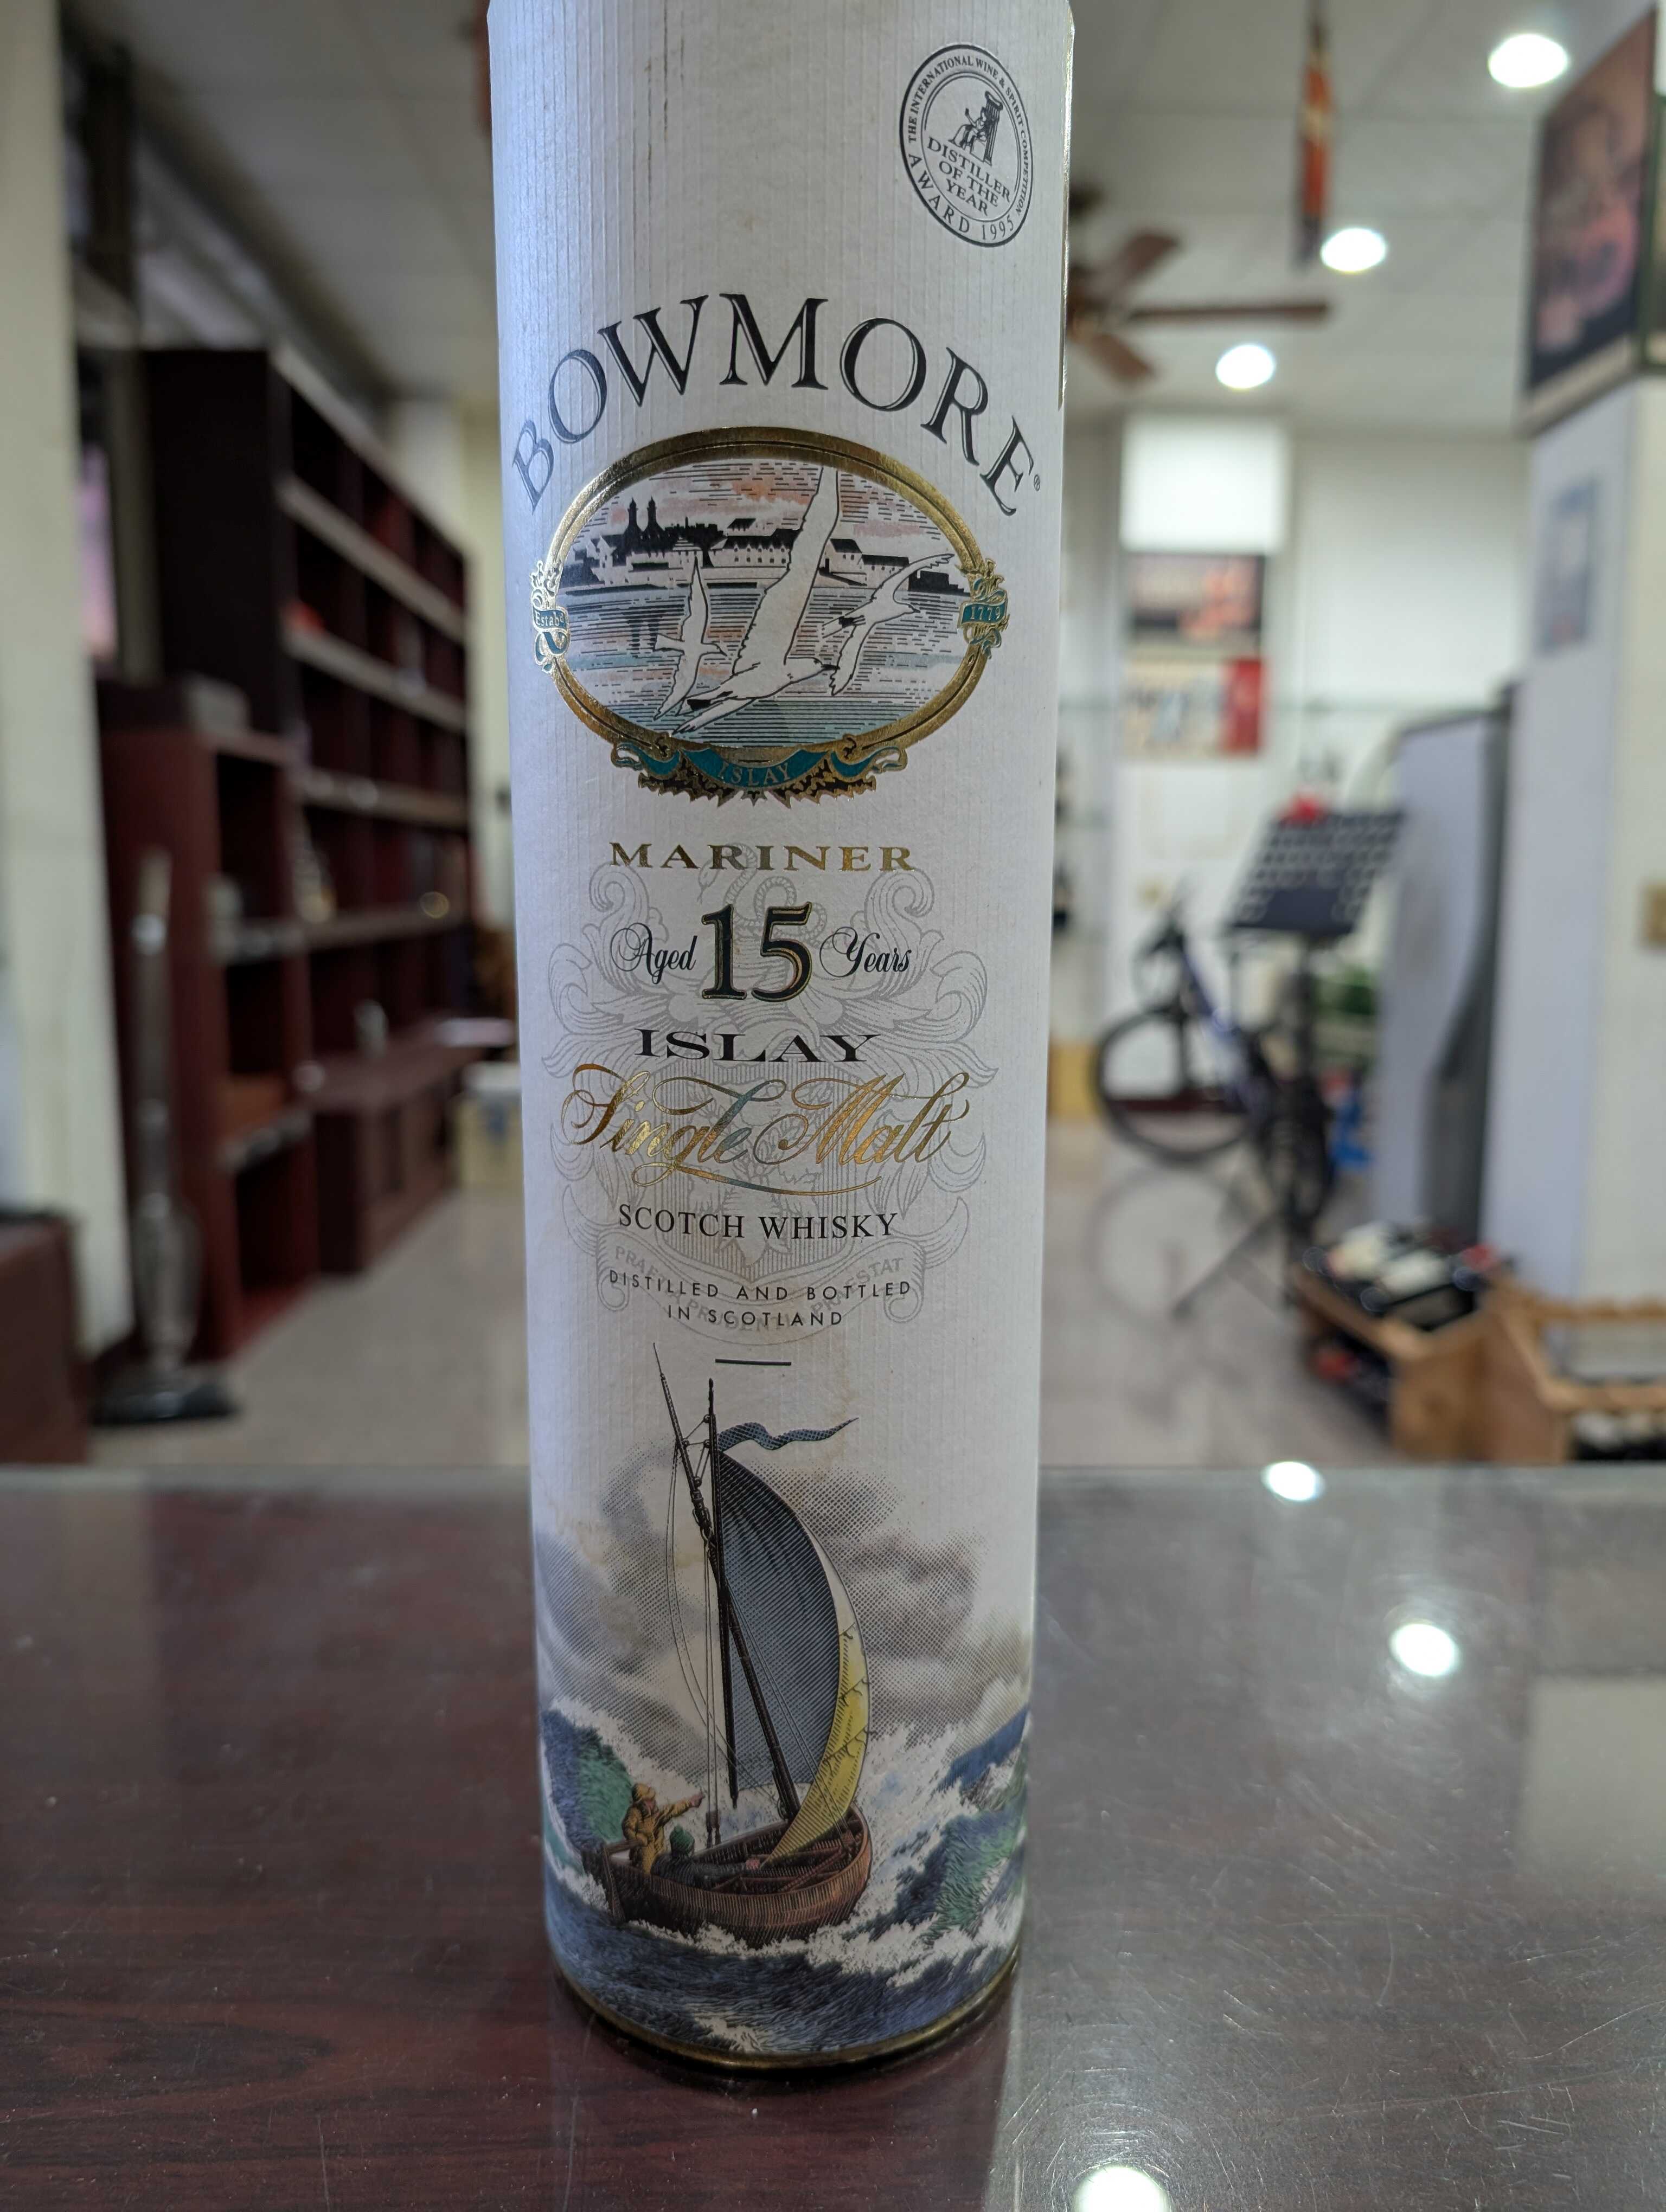 THE INTERNATIONAL WINE & SPIRIT COMPETITION
DISTILLER
OF THE
YEAR
AWARD 1995
BOWMORE®
Estabd
1779
ISLAY
MARINER
Aged 15 Years
ISLAY
Single Malt
SCOTCH WHISKY
DISTILLED AND BOTTLED
IN SCOTLAND